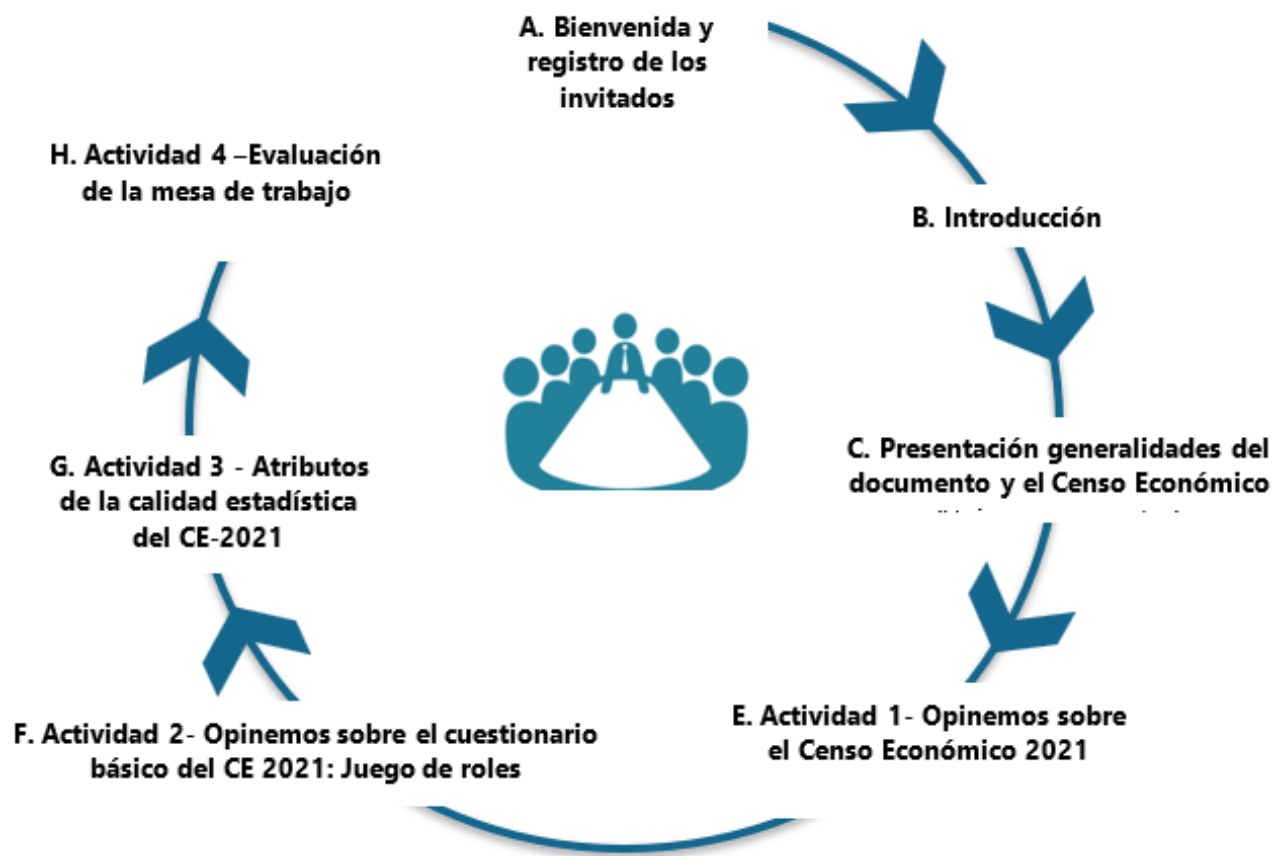 A. Bienvenida y
registro de los
invitados
B. Introducción
C. Presentación generalidades del
documento y el Censo Económico
E. Actividad 1- Opinemos sobre
el Censo Económico 2021
F. Actividad 2- Opinemos sobre el cuestionario
básico del CE 2021: Juego de roles
G. Actividad 3 - Atributos
de la calidad estadística
del CE-2021
H. Actividad 4 –Evaluación
de la mesa de trabajo